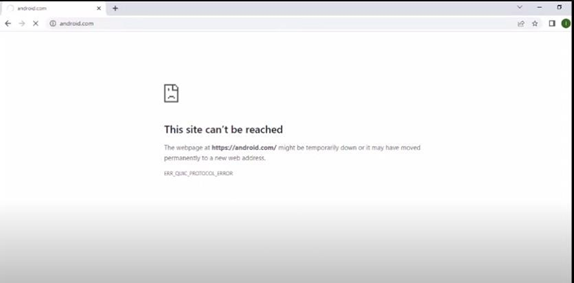 android.com
android.com
This site can't be reached
The webpage at https://android.com/ might be temporarily down or it may have moved
permanently to a new web address.
ERR_QUIC_PROTOCOL_ERROR